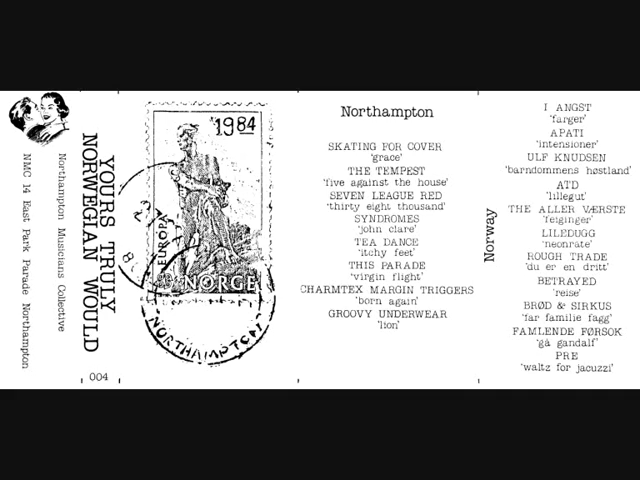 YOURS TRULY
NORWEGIAN WOULD
Northampton Musicians Collective
NMC 14 East Park Parade Northampton
004
1984
EUROPA
NORGE
NORTHAMPTON
Northampton
SKATING FOR COVER
'grace'
THE TEMPEST
'five against the house'
SEVEN LEAGUE RED
'thirty eight thousand'
SYNDROMES
'john clare'
TEA DANCE
'itchy feet'
THIS PARADE
'virgin flight'
CHARMTEX MARGIN TRIGGERS
'born again'
GROOVY UNDERWEAR
'lion'
Norway
I ANGST
'farger'
APATI
'intensioner'
ULF KNUDSEN
'barndommens høstland'
ATD
'lillegut'
THE ALLER VÆRSTE
'feiginger'
LILEDUGG
'neonrate'
ROUGH TRADE
'du er en dritt'
BETRAYED
'reise'
BRØD & SIRKUS
'far familie fagg'
FAMLENDE FØRSOK
'gå gandalf'
PRE
'waltz for jacuzzi'